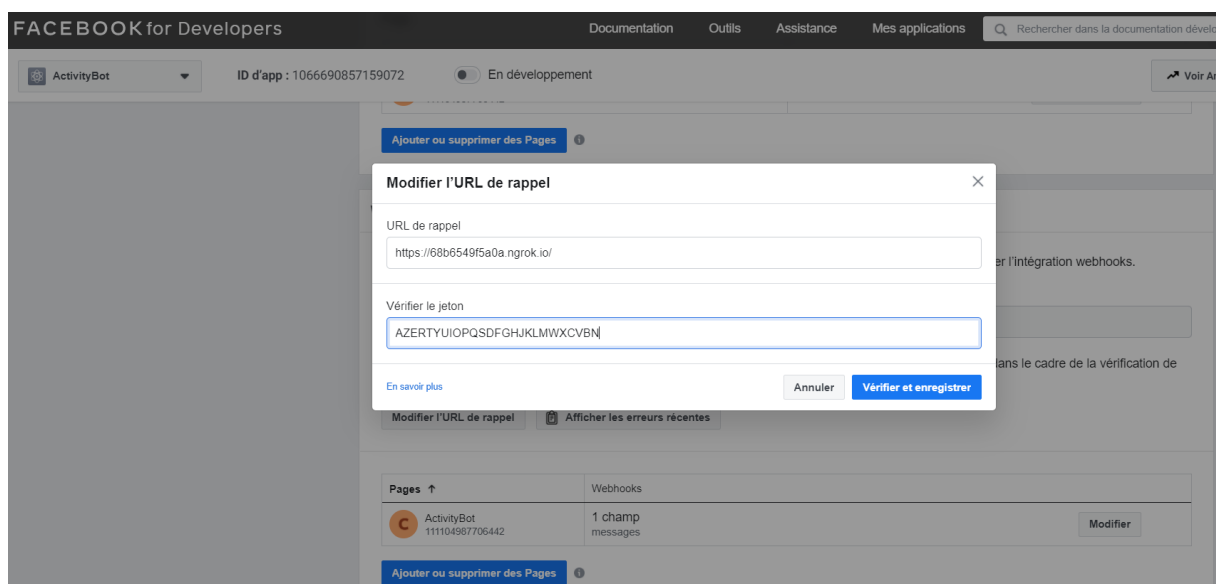 FACEBOOK for Developers
Documentation Outils Assistance Mes applications Rechercher dans la documentation dévelo
ActivityBot ID d'app : 1066690857159072 En développement Voir An
Ajouter ou supprimer des Pages
Modifier l'URL de rappel
URL de rappel
https://68b6549f5a0a.ngrok.io/
er l'intégration webhooks.
Vérifier le jeton
AZERTYUIOPQSDFGHJKLMWXCVBN
dans le cadre de la vérification de
En savoir plus Annuler Vérifier et enregistrer
Modifier l'URL de rappel Afficher les erreurs récentes
Pages ↑ Webhooks
C ActivityBot 1 champ Modifier
111104987706442 messages
Ajouter ou supprimer des Pages